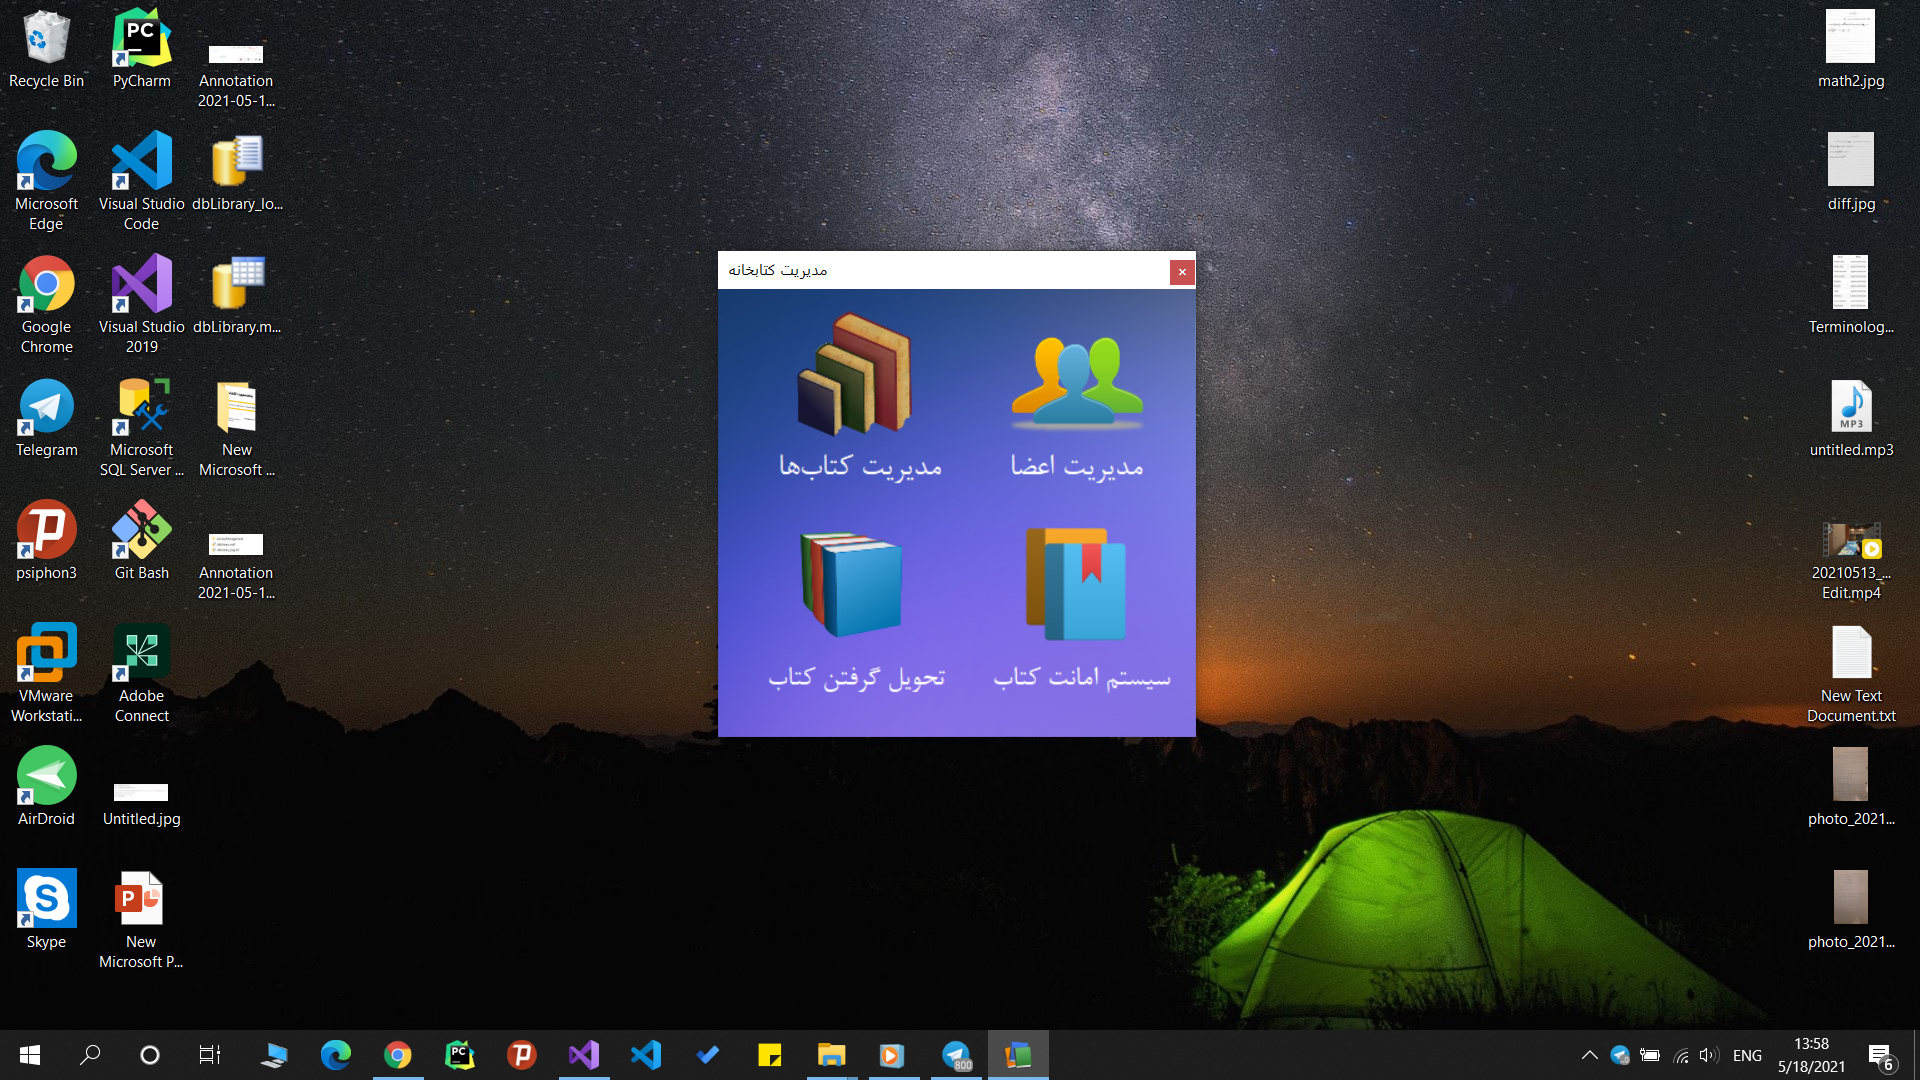 Recycle Bin
PyCharm
Annotation
2021-05-1...
Microsoft
Edge
Visual Studio
Code
dbLibrary_lo...
Google
Chrome
Visual Studio
2019
dbLibrary.m...
Telegram
Microsoft
SQL Server ...
New
Microsoft ...
psiphon3
Git Bash
Annotation
2021-05-1...
VMware
Workstati...
Adobe
Connect
AirDroid
Untitled.jpg
Skype
New
Microsoft P...
مدیریت کتابخانه
مدیریت کتاب‌ها
مدیریت اعضا
تحویل گرفتن کتاب
سیستم امانت کتاب
math2.jpg
diff.jpg
Terminolog...
MP3
untitled.mp3
20210513_...
Edit.mp4
New Text
Document.txt
photo_2021...
photo_2021...
800
ENG
13:58
5/18/2021
6